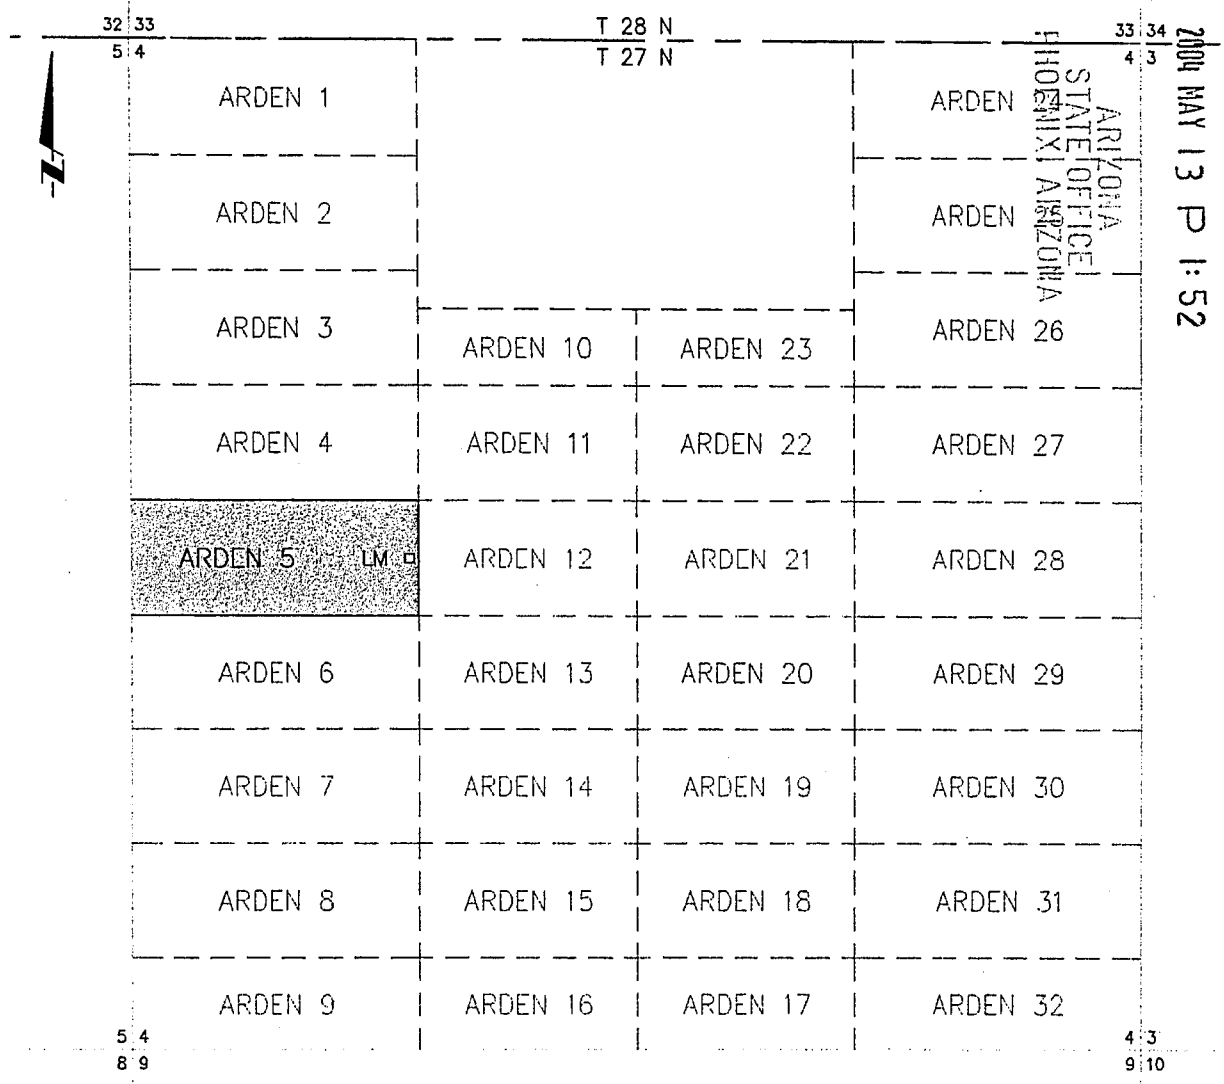 32 33 T 28 N 33 34
5 4 T 27 N 4 3
N
2004 MAY 13 P 1:52
ARIZONA
STATE OFFICE
PHOENIX, ARIZONA
ARDEN 1 ARDEN 24
ARDEN 2 ARDEN 25
ARDEN 3 ARDEN 10 ARDEN 23 ARDEN 26
ARDEN 4 ARDEN 11 ARDEN 22 ARDEN 27
ARDEN 5 LM ARDEN 12 ARDEN 21 ARDEN 28
ARDEN 6 ARDEN 13 ARDEN 20 ARDEN 29
ARDEN 7 ARDEN 14 ARDEN 19 ARDEN 30
ARDEN 8 ARDEN 15 ARDEN 18 ARDEN 31
ARDEN 9 ARDEN 16 ARDEN 17 ARDEN 32
5 4 4 3
8 9 9 10